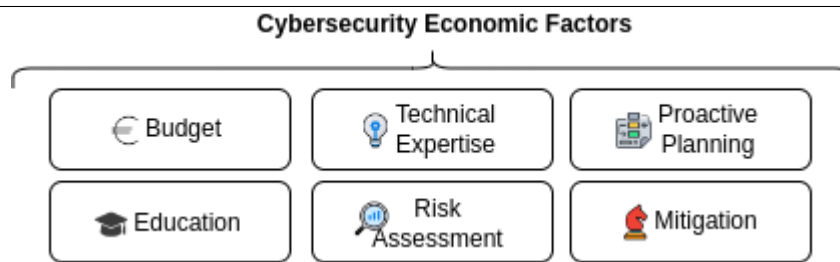 Cybersecurity Economic Factors
Budget
Technical
Expertise
Proactive
Planning
Education
Risk
Assessment
Mitigation